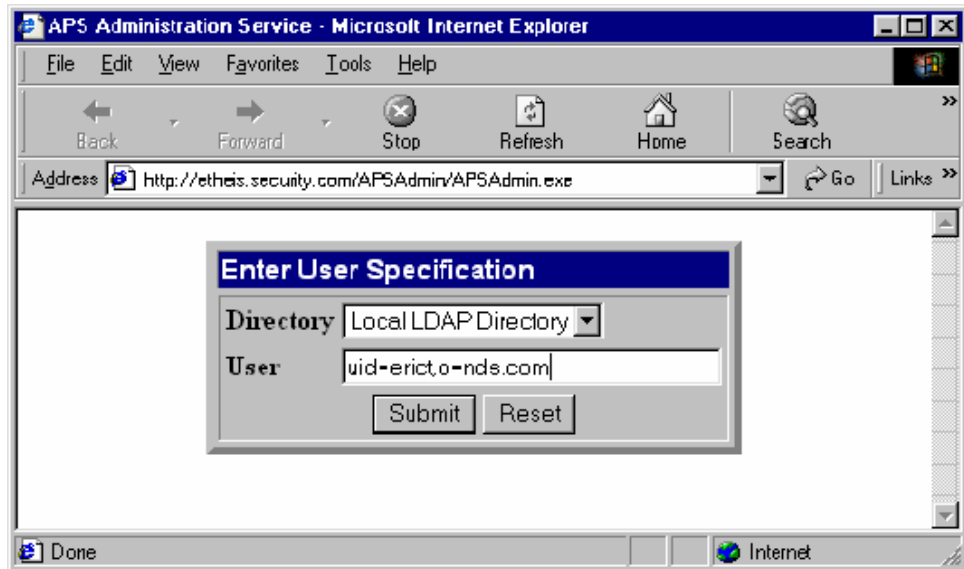 APS Administration Service - Microsoft Internet Explorer
File Edit View Favorites Tools Help
Back Forward Stop Refresh Home Search »
Address http://etheis.security.com/APSAdmin/APSAdmin.exe Go Links »
Enter User Specification
Directory Local LDAP Directory
User uid=erict,o=nds.com
Submit Reset
Done Internet